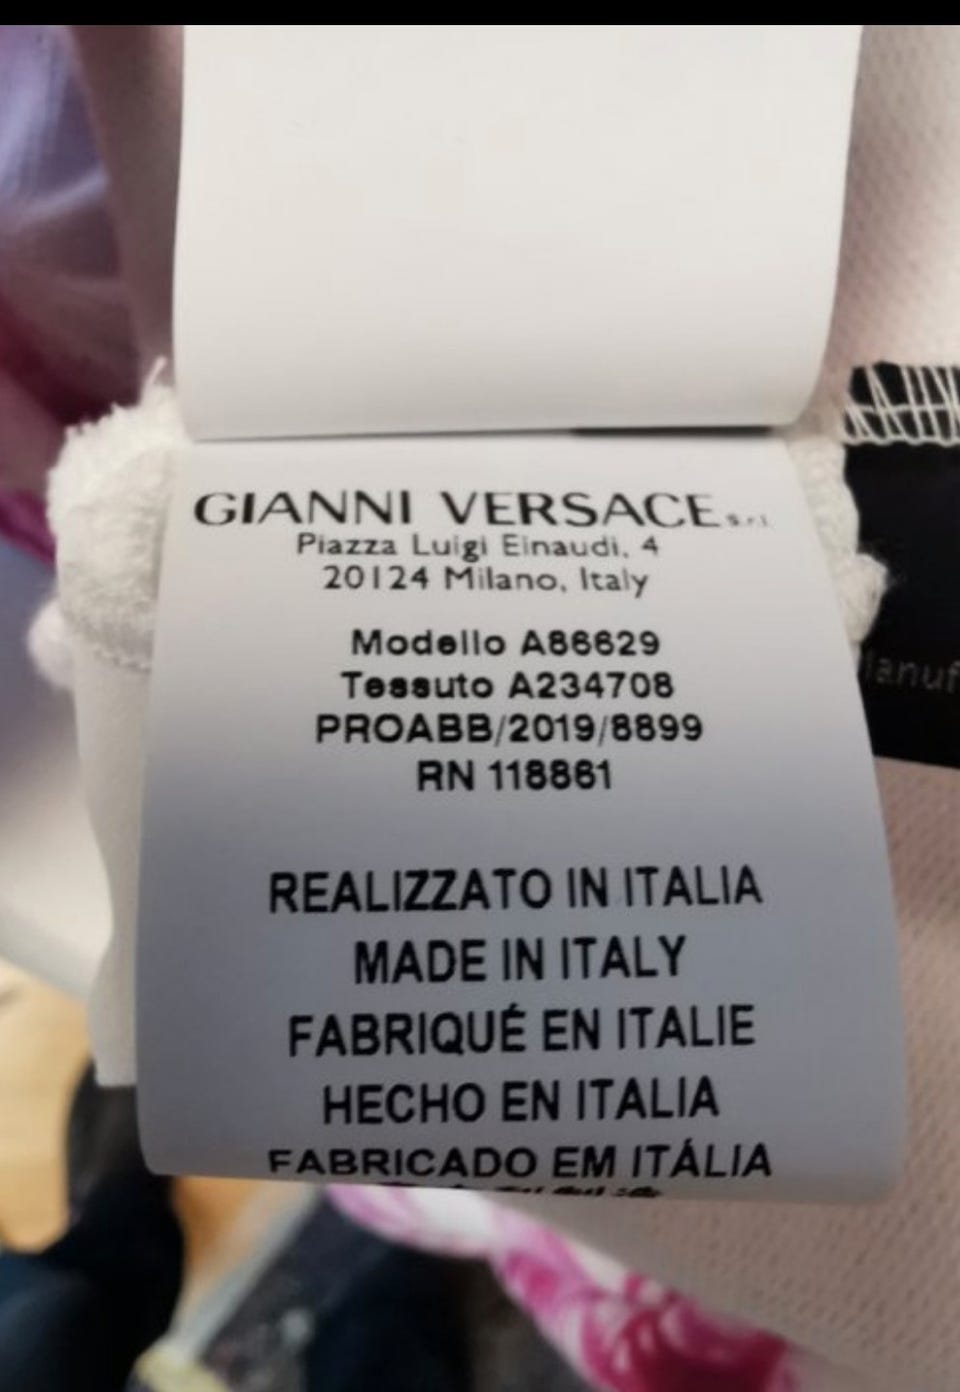 GIANNI VERSACE S.r.l.
Piazza Luigi Einaudi, 4
20124 Milano, Italy
Modello A86629
Tessuto A234708
PROABB/2019/8899
RN 118861
REALIZZATO IN ITALIA
MADE IN ITALY
FABRIQUÉ EN ITALIE
HECHO EN ITALIA
FABRICADO EM ITÁLIA